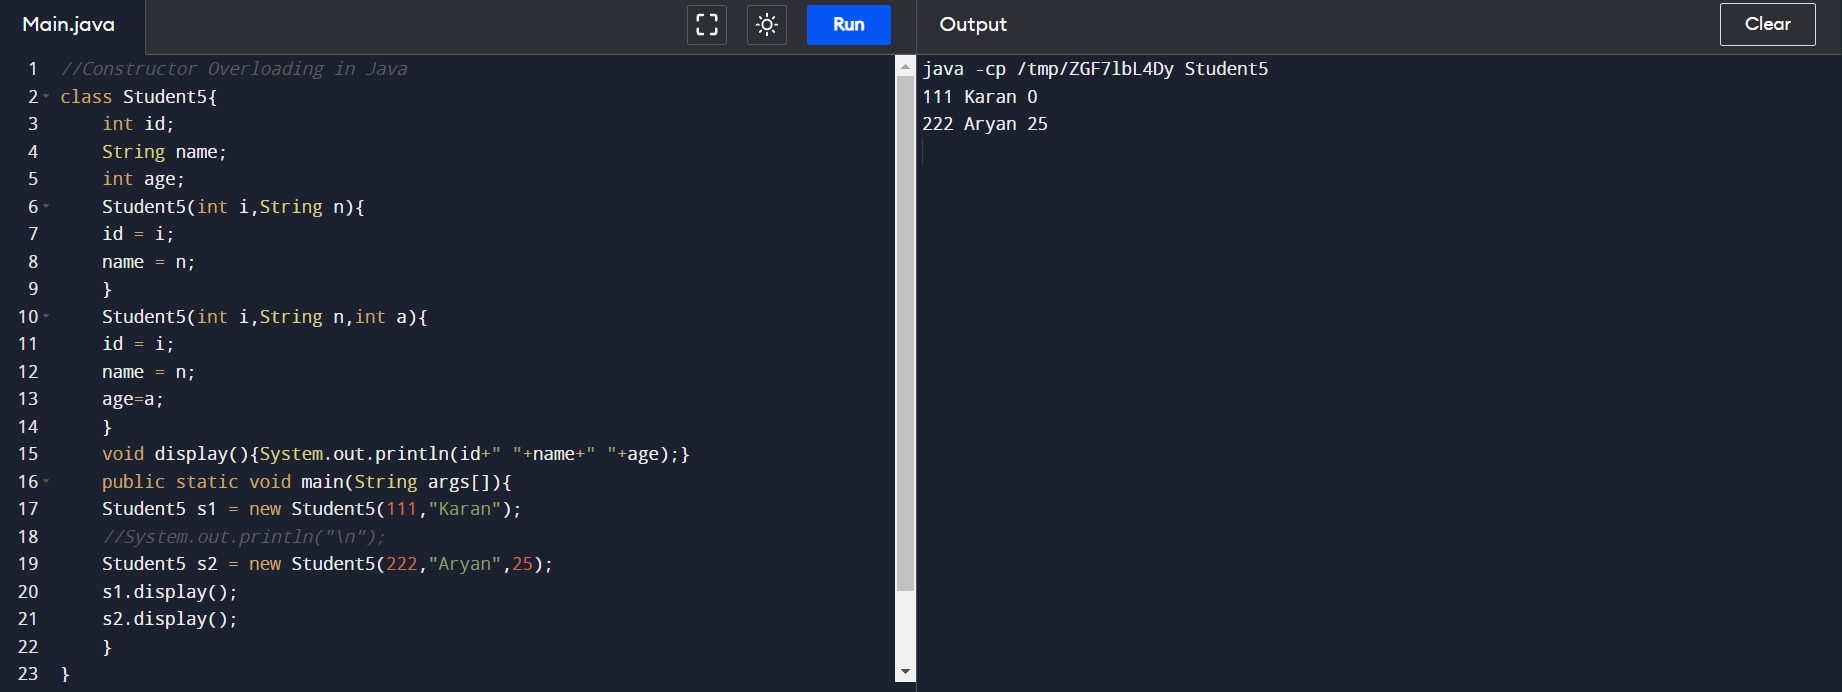 Main.java
Run
Output
Clear
1 //Constructor Overloading in Java
2 class Student5{
3     int id;
4     String name;
5     int age;
6     Student5(int i,String n){
7     id = i;
8     name = n;
9     }
10     Student5(int i,String n,int a){
11     id = i;
12     name = n;
13     age=a;
14     }
15     void display(){System.out.println(id+" "+name+" "+age);}
16     public static void main(String args[]){
17     Student5 s1 = new Student5(111,"Karan");
18     //System.out.println("\n");
19     Student5 s2 = new Student5(222,"Aryan",25);
20     s1.display();
21     s2.display();
22     }
23 }
java -cp /tmp/ZGF7lbL4Dy Student5
111 Karan 0
222 Aryan 25